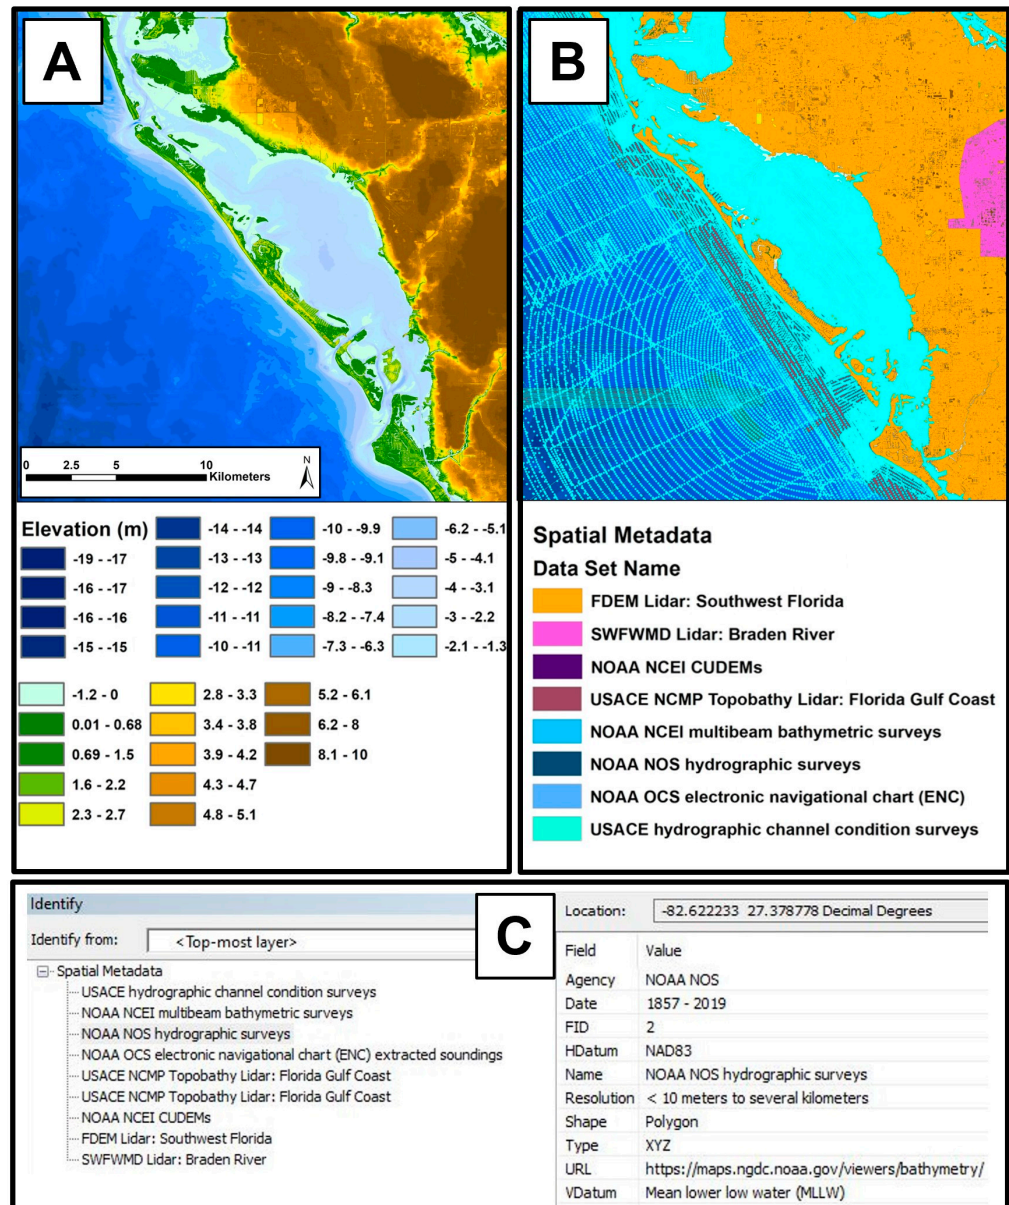 A
B
0 2.5 5 10
Kilometers
N
Elevation (m)
-19 - -17
-16 - -17
-16 - -16
-15 - -15
-14 - -14
-13 - -13
-12 - -12
-11 - -11
-10 - -11
-10 - -9.9
-9.8 - -9.1
-9 - -8.3
-8.2 - -7.4
-7.3 - -6.3
-6.2 - -5.1
-5 - -4.1
-4 - -3.1
-3 - -2.2
-2.1 - -1.3
-1.2 - 0
0.01 - 0.68
0.69 - 1.5
1.6 - 2.2
2.3 - 2.7
2.8 - 3.3
3.4 - 3.8
3.9 - 4.2
4.3 - 4.7
4.8 - 5.1
5.2 - 6.1
6.2 - 8
8.1 - 10
Spatial Metadata
Data Set Name
FDEM Lidar: Southwest Florida
SWFWMD Lidar: Braden River
NOAA NCEI CUDEMs
USACE NCMP Topobathy Lidar: Florida Gulf Coast
NOAA NCEI multibeam bathymetric surveys
NOAA NOS hydrographic surveys
NOAA OCS electronic navigational chart (ENC)
USACE hydrographic channel condition surveys
C
Identify
Identify from: <Top-most layer>
Spatial Metadata
USACE hydrographic channel condition surveys
NOAA NCEI multibeam bathymetric surveys
NOAA NOS hydrographic surveys
NOAA OCS electronic navigational chart (ENC) extracted soundings
USACE NCMP Topobathy Lidar: Florida Gulf Coast
USACE NCMP Topobathy Lidar: Florida Gulf Coast
NOAA NCEI CUDEMs
FDEM Lidar: Southwest Florida
SWFWMD Lidar: Braden River
Location: -82.622233 27.378778 Decimal Degrees
Field Value
Agency NOAA NOS
Date 1857 - 2019
FID 2
HDatum NAD83
Name NOAA NOS hydrographic surveys
Resolution < 10 meters to several kilometers
Shape Polygon
Type XYZ
URL https://maps.ngdc.noaa.gov/viewers/bathymetry/
VDatum Mean lower low water (MLLW)